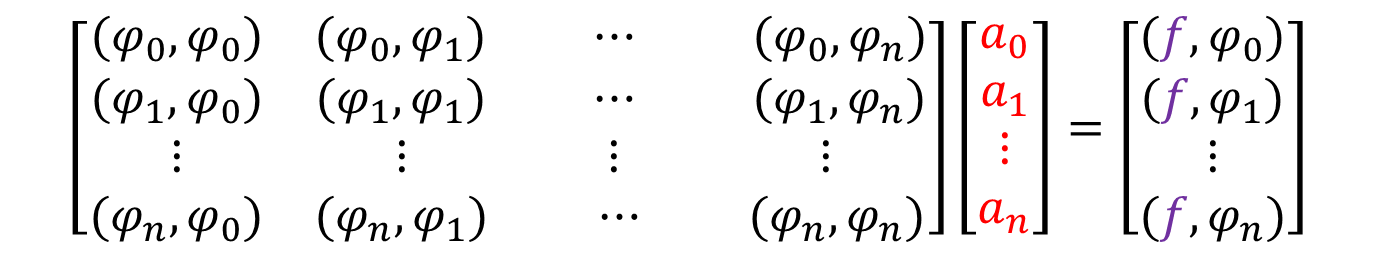 [(φ₀,φ₀) (φ₀,φ₁) ⋯ (φ₀,φₙ)] [a₀] [(f,φ₀)]
[(φ₁,φ₀) (φ₁,φ₁) ⋯ (φ₁,φₙ)] [a₁] = [(f,φ₁)]
[⋮ ⋮ ⋮ ⋮] [⋮] [⋮]
[(φₙ,φ₀) (φₙ,φ₁) ⋯ (φₙ,φₙ)] [aₙ] [(f,φₙ)]